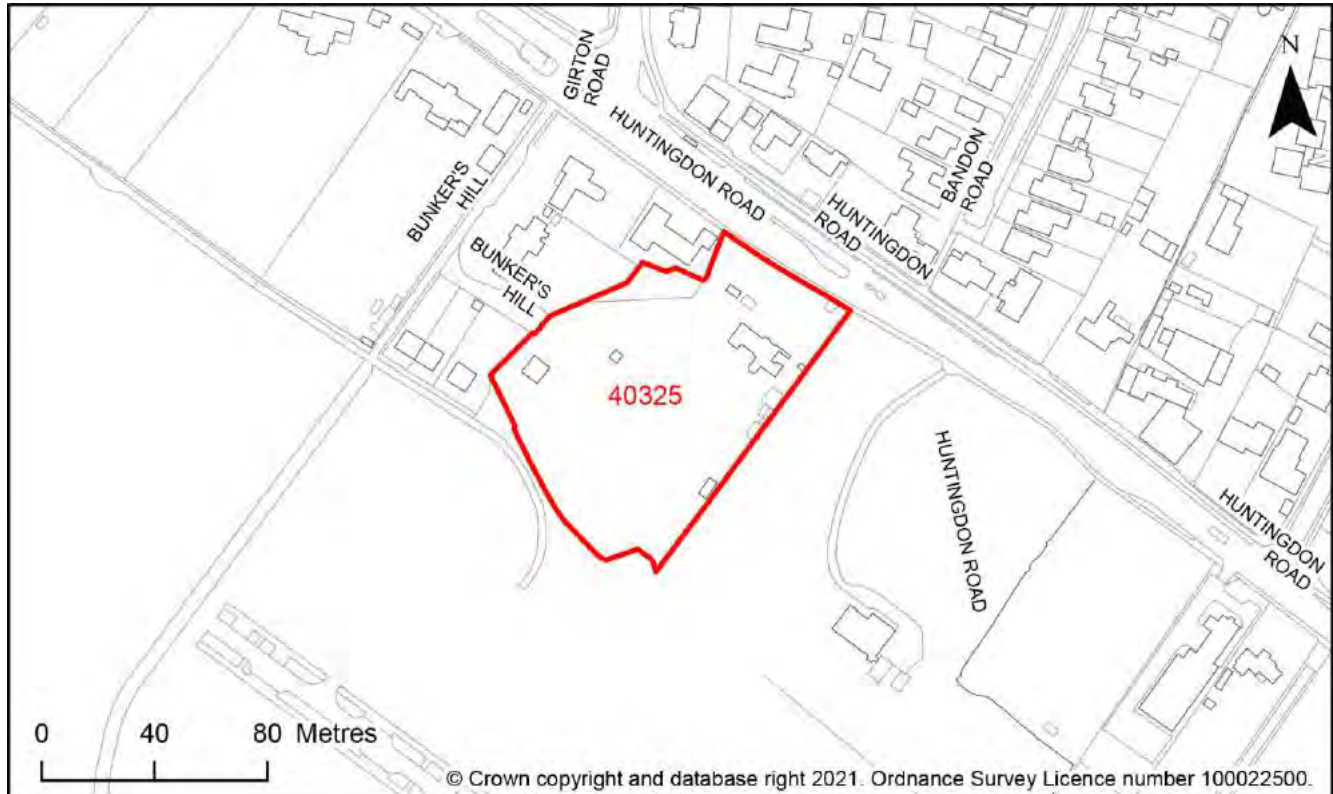 GIRTON
ROAD
N
HUNTINGDON ROAD
BANDON
ROAD
BUNKER'S
HILL
HUNTINGDON
ROAD
BUNKER'S
HILL
40325
HUNTINGDON ROAD
HUNTINGDON
ROAD
0 40 80 Metres
© Crown copyright and database right 2021. Ordnance Survey Licence number 100022500.